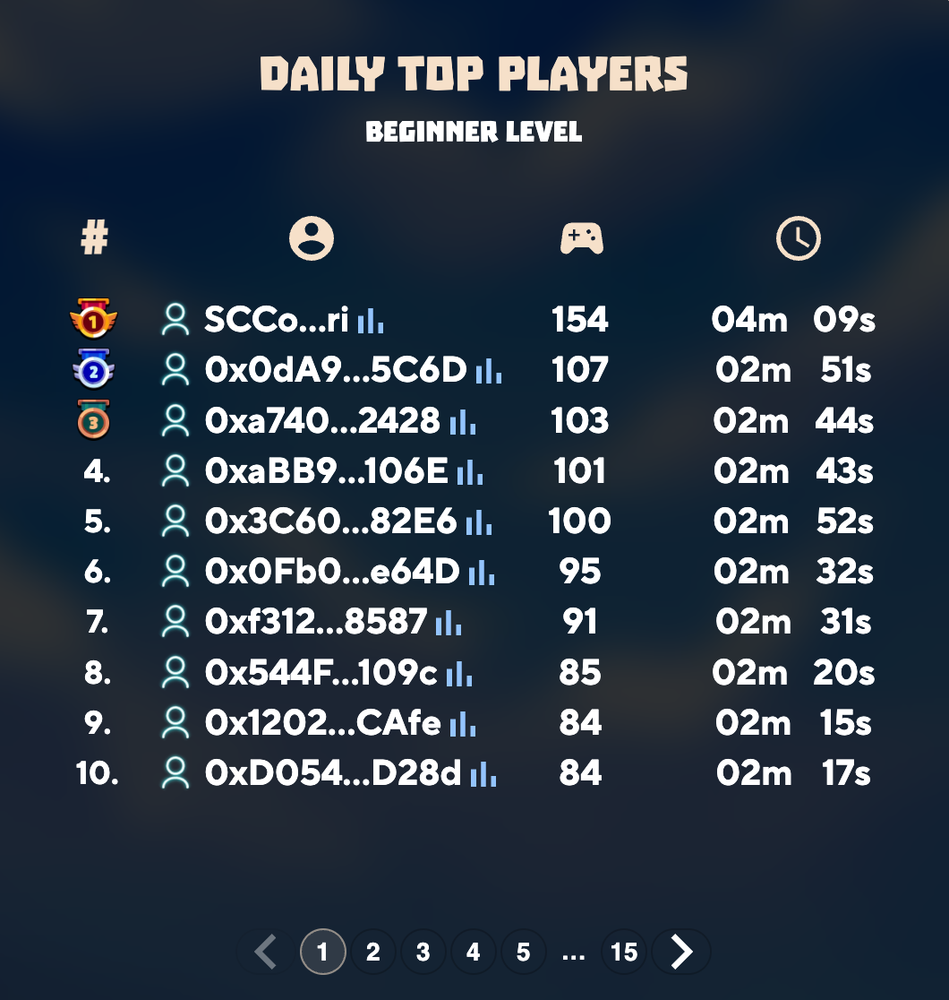 DAILY TOP PLAYERS
BEGINNER LEVEL
#
1 SCCo...ri 154 04m 09s
2 0x0dA9...5C6D 107 02m 51s
3 0xa740...2428 103 02m 44s
4. 0xaBB9...106E 101 02m 43s
5. 0x3C60...82E6 100 02m 52s
6. 0x0Fb0...e64D 95 02m 32s
7. 0xf312...8587 91 02m 31s
8. 0x544F...109c 85 02m 20s
9. 0x1202...CAfe 84 02m 15s
10. 0xD054...D28d 84 02m 17s
1 2 3 4 5 ... 15